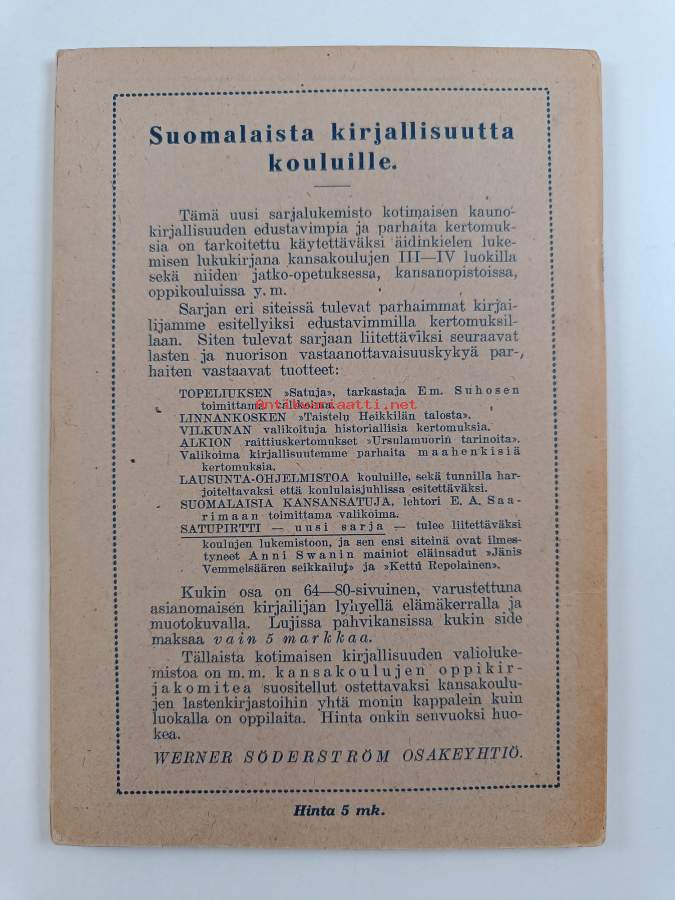 Suomalaista kirjallisuutta
kouluille.
Tämä uusi sarjalukemisto kotimaisen kauno-
kirjallisuuden edustavimpia ja parhaita kertomuk-
sia on tarkoitettu käytettäväksi äidinkielen luke-
misen lukukirjana kansakoulujen III—IV luokilla
sekä niiden jatko-opetuksessa, kansanopistoissa,
oppikouluissa y. m.
Sarjan eri siteissä tulevat parhaimmat kirjai-
lijamme esitellyiksi edustavimmilla kertomuksil-
laan. Siten tulevat sarjaan liitettäviksi seuraavat
lasten ja nuorison vastaanottavaisuuskykyä par-
haiten vastaavat tuotteet:
TOPELIUKSEN »Satuja», tarkastaja Em. Suhosen
toimittama valikoima.
antikvariaatti.net
LINNANKOSKEN »Taistelu Heikkilän talosta».
VILKUNAN valikoituja historiallisia kertomuksia.
ALKION raittiuskertomukset »Ursulamuorin tarinoita».
Valikoima kirjallisuutemme parhaita maahenkisiä
kertomuksia.
LAUSUNTA-OHJELMISTOA kouluille, sekä tunnilla har-
joiteltavaksi että koululaisjuhlissa esitettäväksi.
SUOMALAISIA KANSANSATUJA, lehtori E. A. Saa-
rimaan toimittama valikoima.
SATUPIRTTI — uusi sarja — tulee liitettäväksi
koulujen lukemistoon, ja sen ensi siteinä ovat ilmes-
tyneet Anni Swanin mainiot eläinsadut »Jänis
Vemmelsäären seikkailut» ja »Kettu Repolainen».
Kukin osa on 64—80-sivuinen, varustettuna
asianomaisen kirjailijan lyhyellä elämäkerralla ja
muotokuvalla. Lujissa pahvikansissa kukin side
maksaa vain 5 markkaa.
Tällaista kotimaisen kirjallisuuden valioluke-
mistoa on m. m. kansakoulujen oppikir-
jakomitea suositellut ostettavaksi kansakoulu-
jen lastenkirjastoihin yhtä monin kappalein kuin
luokalla on oppilaita. Hinta onkin senvuoksi huo-
kea.
WERNER SÖDERSTRÖM OSAKEYHTIÖ.
Hinta 5 mk.